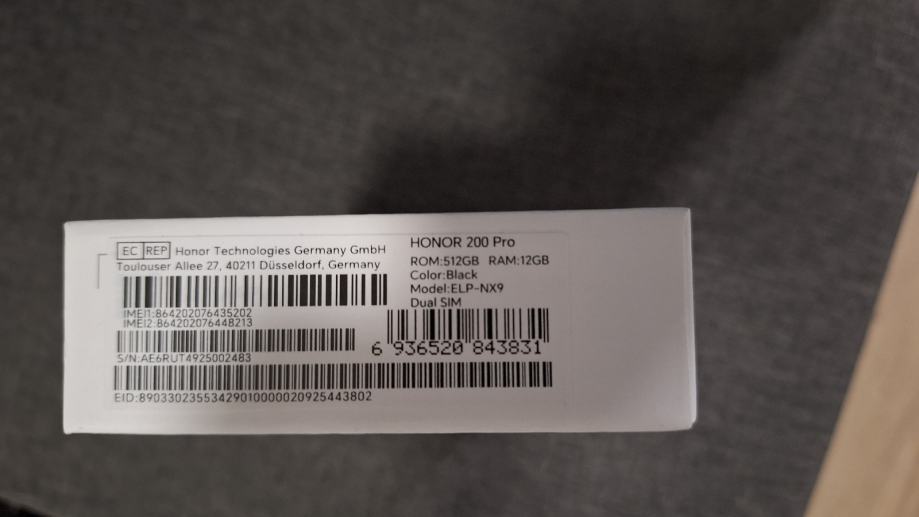 EC REP Honor Technologies Germany GmbH
Toulouser Allee 27, 40211 Düsseldorf, Germany
IMEI1:864202076435202
IMEI2:864202076448213
S/N:AE6RUT4925002483
EID:89033023553429010000020925443802
HONOR 200 Pro
ROM:512GB RAM:12GB
Color:Black
Model:ELP-NX9
Dual SIM
6 936520 843831